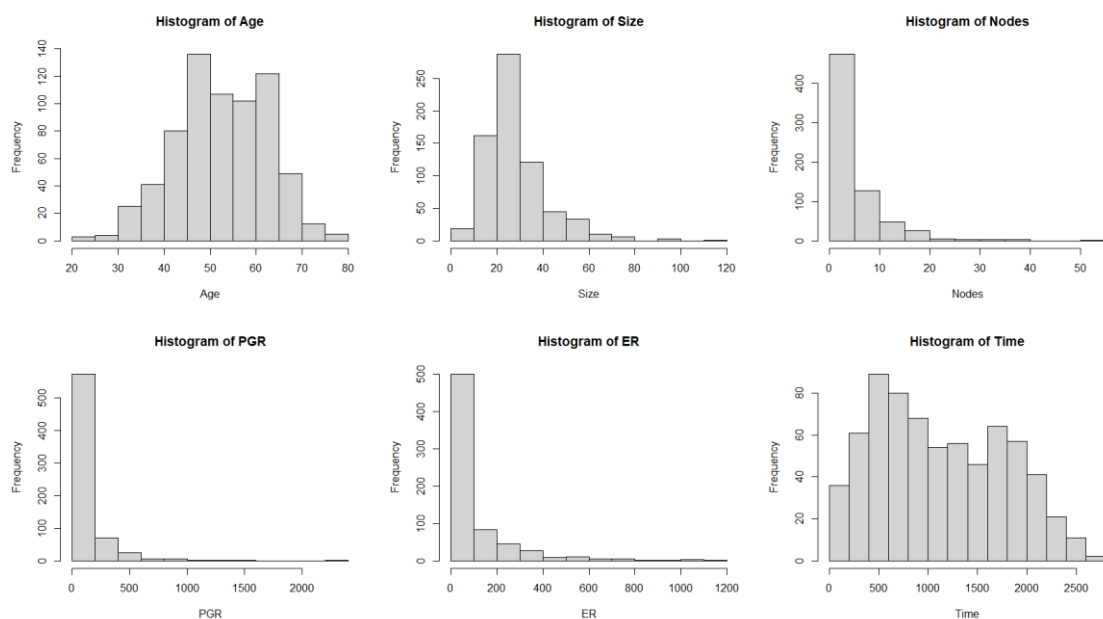 Histogram of Age
Frequency
0 20 40 60 80 100 120 140
20 30 40 50 60 70 80
Age
Histogram of Size
Frequency
0 50 100 150 200 250
0 20 40 60 80 100 120
Size
Histogram of Nodes
Frequency
0 100 200 300 400
0 10 20 30 40 50
Nodes
Histogram of PGR
Frequency
0 100 200 300 400 500
0 500 1000 1500 2000
PGR
Histogram of ER
Frequency
0 100 200 300 400 500
0 200 400 600 800 1000 1200
ER
Histogram of Time
Frequency
0 20 40 60 80
0 500 1000 1500 2000 2500
Time